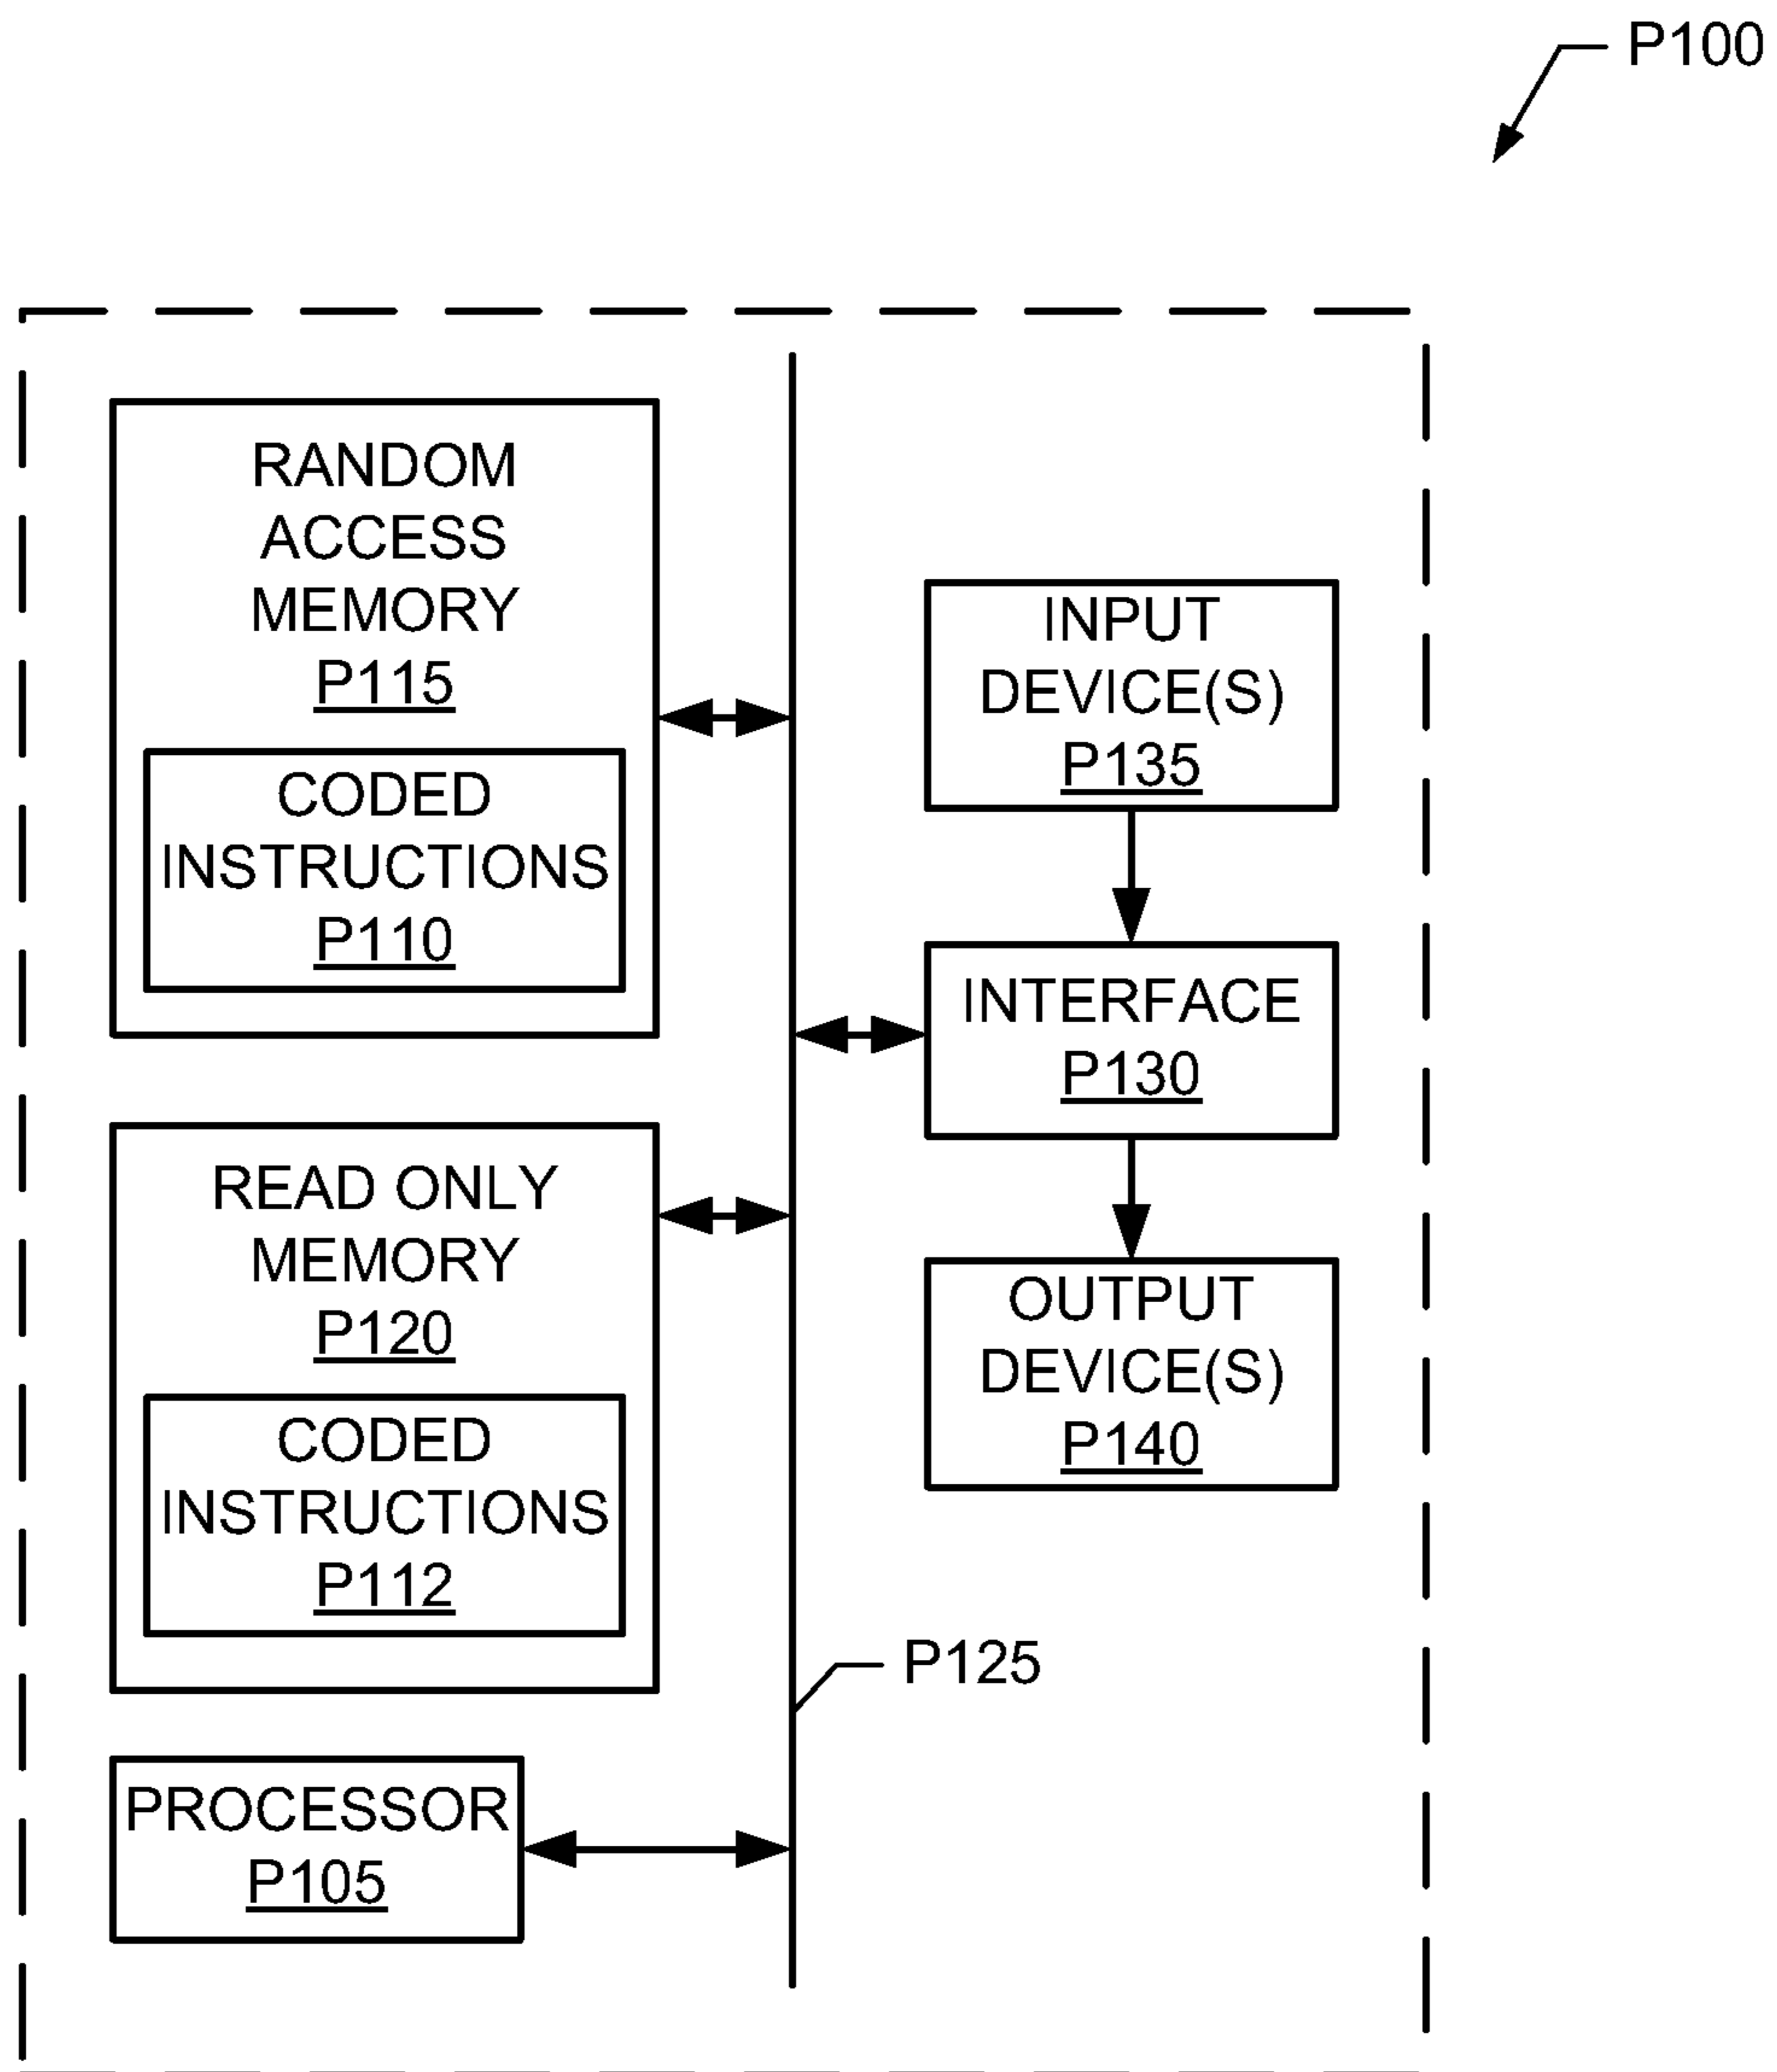 P100
RANDOM
ACCESS
MEMORY
P115
CODED
INSTRUCTIONS
P110
READ ONLY
MEMORY
P120
CODED
INSTRUCTIONS
P112
PROCESSOR
P105
INPUT
DEVICE(S)
P135
INTERFACE
P130
OUTPUT
DEVICE(S)
P140
P125